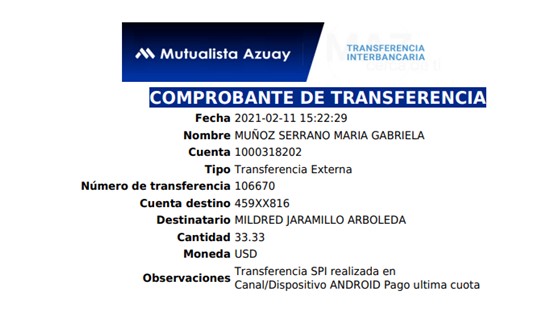 Mutualista Azuay
TRANSFERENCIA
INTERBANCARIA
COMPROBANTE DE TRANSFERENCIA
Fecha 2021-02-11 15:22:29
Nombre MUÑOZ SERRANO MARIA GABRIELA
Cuenta 1000318202
Tipo Transferencia Externa
Número de transferencia 106670
Cuenta destino 459XX816
Destinatario MILDRED JARAMILLO ARBOLEDA
Cantidad 33.33
Moneda USD
Observaciones Transferencia SPI realizada en
Canal/Dispositivo ANDROID Pago ultima cuota